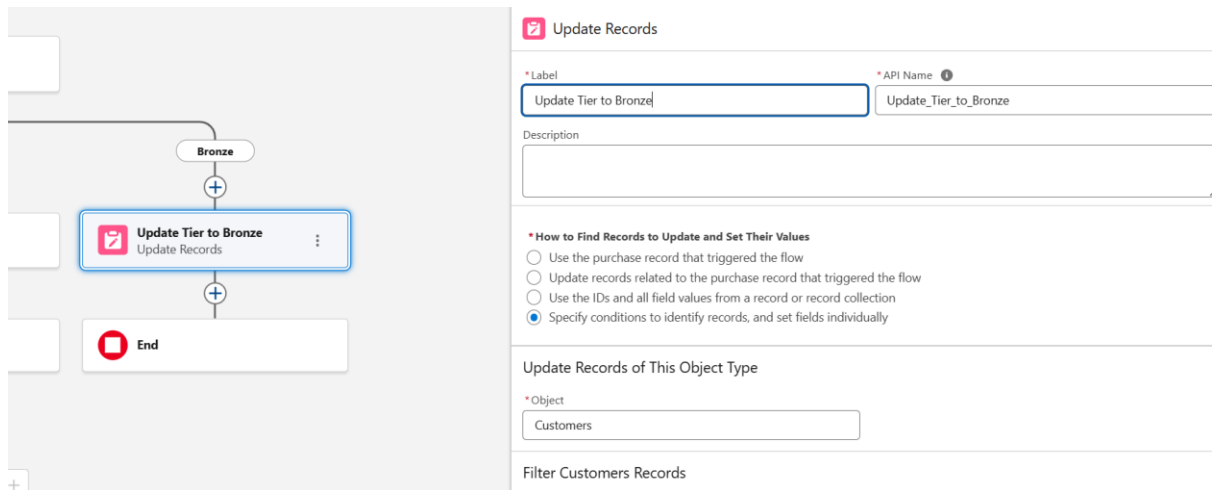 Bronze
Update Tier to Bronze
Update Records
End
Update Records
*Label
Update Tier to Bronze
*API Name
Update_Tier_to_Bronze
Description
*How to Find Records to Update and Set Their Values
Use the purchase record that triggered the flow
Update records related to the purchase record that triggered the flow
Use the IDs and all field values from a record or record collection
Specify conditions to identify records, and set fields individually
Update Records of This Object Type
*Object
Customers
Filter Customers Records